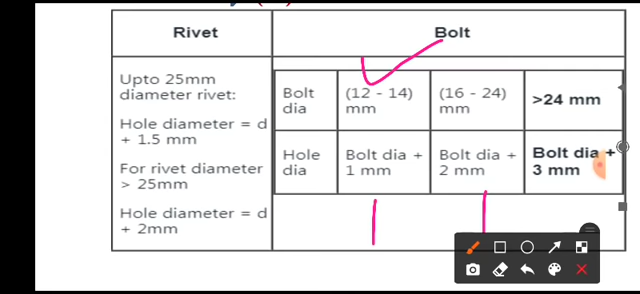 Rivet
Bolt
Upto 25mm
diameter rivet:
Hole diameter = d
+ 1.5 mm
For rivet diameter
> 25mm
Hole diameter = d
+ 2mm
Bolt
dia
(12 - 14)
mm
(16 - 24)
mm
>24 mm
Hole
dia
Bolt dia +
1 mm
Bolt dia +
2 mm
Bolt dia +
3 mm